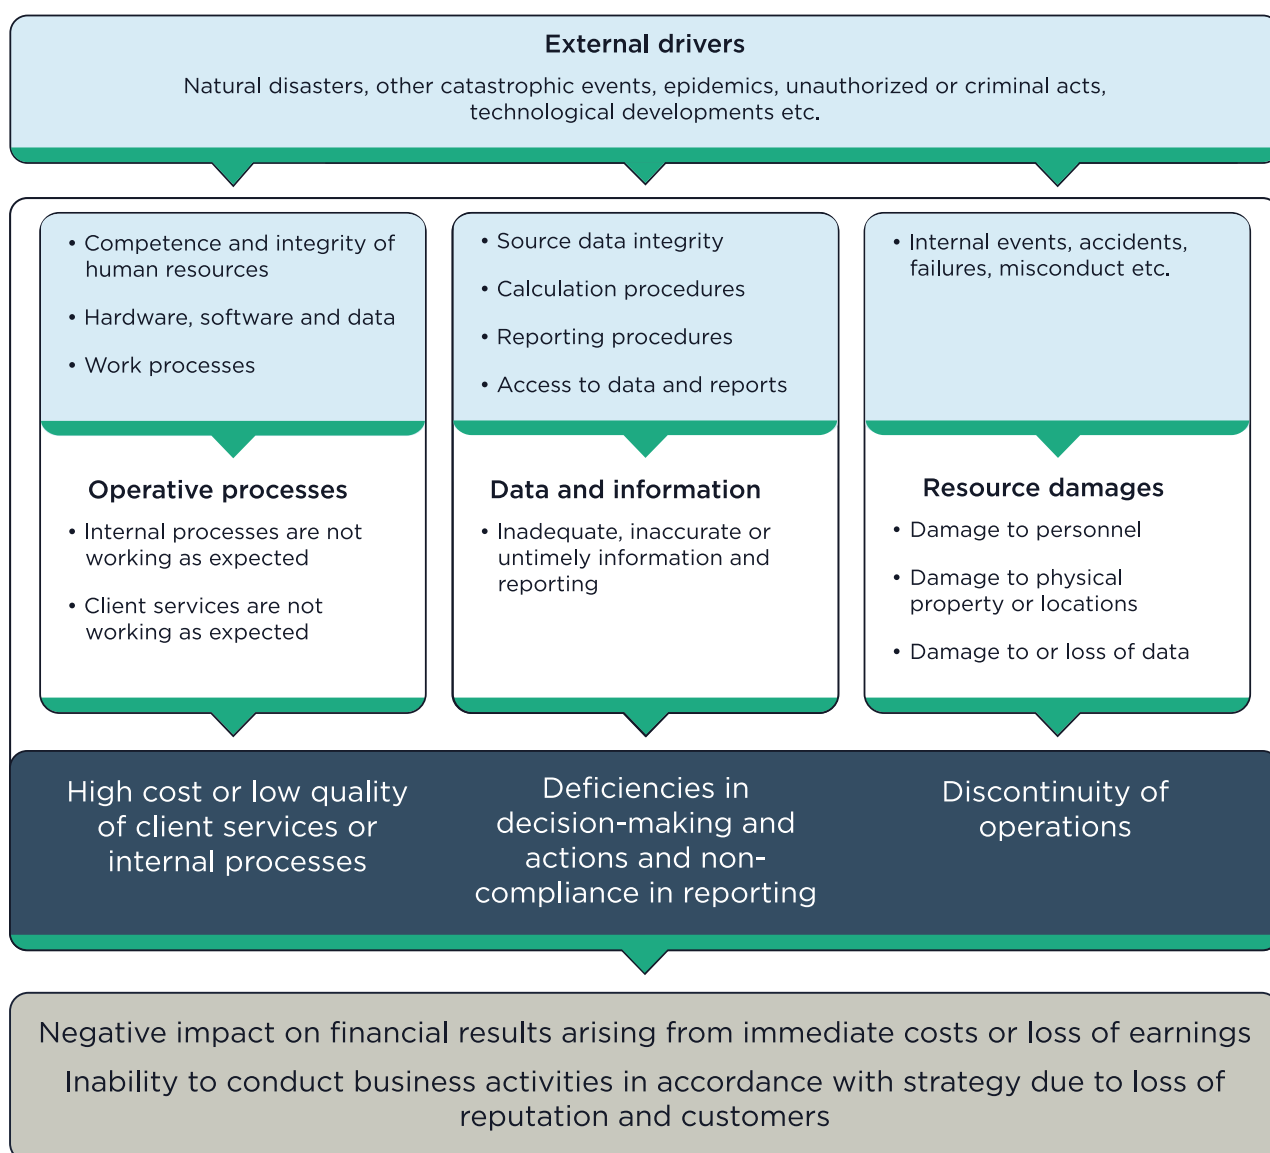 External drivers
Natural disasters, other catastrophic events, epidemics, unauthorized or criminal acts,
technological developments etc.
• Competence and integrity of
human resources
• Hardware, software and data
• Work processes
• Source data integrity
• Calculation procedures
• Reporting procedures
• Access to data and reports
• Internal events, accidents,
failures, misconduct etc.
Operative processes
• Internal processes are not
working as expected
• Client services are not
working as expected
Data and information
• Inadequate, inaccurate or
untimely information and
reporting
Resource damages
• Damage to personnel
• Damage to physical
property or locations
• Damage to or loss of data
High cost or low quality
of client services or
internal processes
Deficiencies in
decision-making and
actions and non-
compliance in reporting
Discontinuity of
operations
Negative impact on financial results arising from immediate costs or loss of earnings
Inability to conduct business activities in accordance with strategy due to loss of
reputation and customers